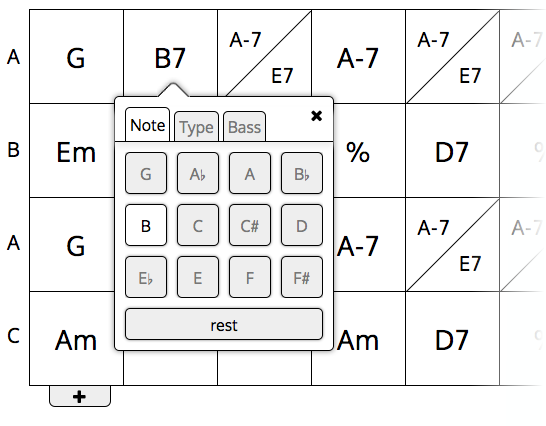 A G B7 A-7 E7 A-7 A-7 E7 A-7
Note Type Bass ✖
G A♭ A B♭
B Em % D7
B C C# D
A G A-7 A-7 E7 A-7
E♭ E F F#
rest
C Am Am D7
+